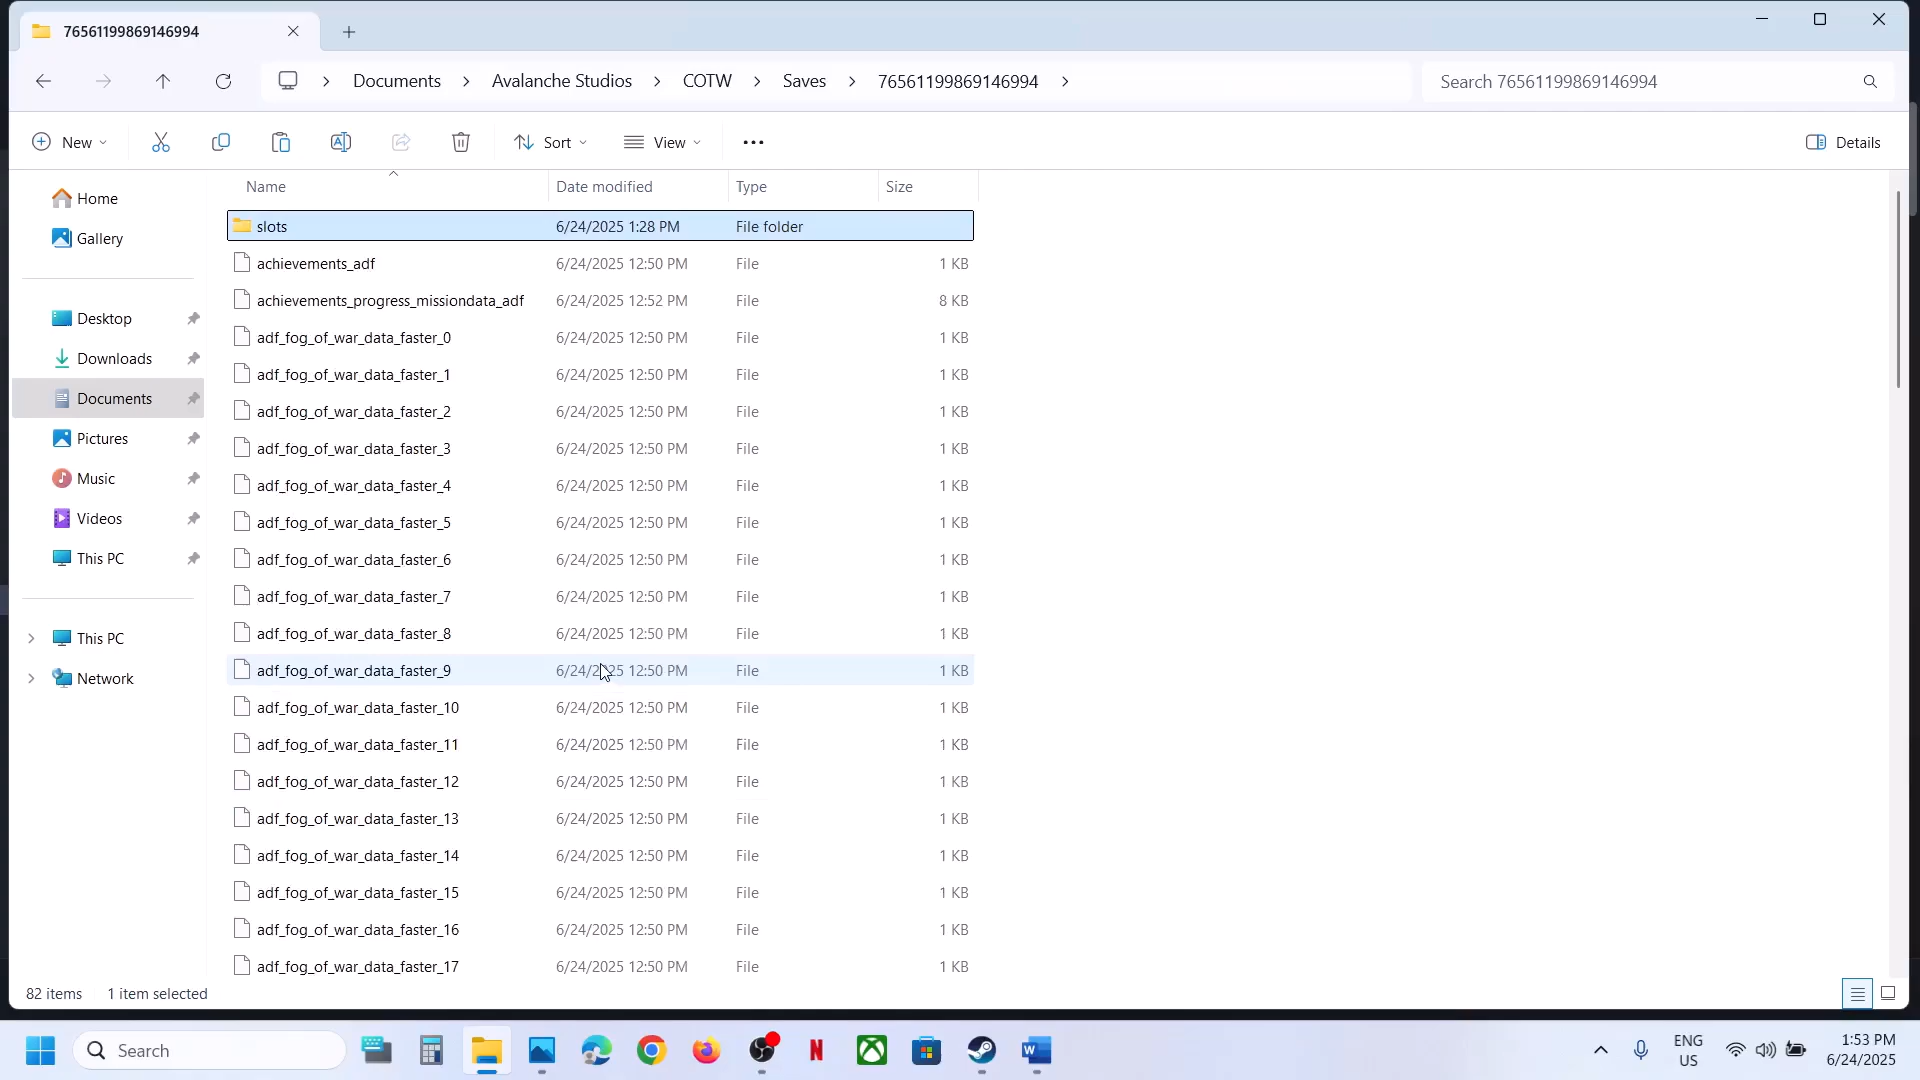 76561199869146994
Documents Avalanche Studios COTW Saves 76561199869146994
Search 76561199869146994
New Sort View Details
Name Date modified Type Size
Home
Gallery
Desktop
Downloads
Documents
Pictures
Music
Videos
This PC
This PC
Network
slots 6/24/2025 1:28 PM File folder
achievements_adf 6/24/2025 12:50 PM File 1 KB
achievements_progress_missiondata_adf 6/24/2025 12:52 PM File 8 KB
adf_fog_of_war_data_faster_0 6/24/2025 12:50 PM File 1 KB
adf_fog_of_war_data_faster_1 6/24/2025 12:50 PM File 1 KB
adf_fog_of_war_data_faster_2 6/24/2025 12:50 PM File 1 KB
adf_fog_of_war_data_faster_3 6/24/2025 12:50 PM File 1 KB
adf_fog_of_war_data_faster_4 6/24/2025 12:50 PM File 1 KB
adf_fog_of_war_data_faster_5 6/24/2025 12:50 PM File 1 KB
adf_fog_of_war_data_faster_6 6/24/2025 12:50 PM File 1 KB
adf_fog_of_war_data_faster_7 6/24/2025 12:50 PM File 1 KB
adf_fog_of_war_data_faster_8 6/24/2025 12:50 PM File 1 KB
adf_fog_of_war_data_faster_9 6/24/2025 12:50 PM File 1 KB
adf_fog_of_war_data_faster_10 6/24/2025 12:50 PM File 1 KB
adf_fog_of_war_data_faster_11 6/24/2025 12:50 PM File 1 KB
adf_fog_of_war_data_faster_12 6/24/2025 12:50 PM File 1 KB
adf_fog_of_war_data_faster_13 6/24/2025 12:50 PM File 1 KB
adf_fog_of_war_data_faster_14 6/24/2025 12:50 PM File 1 KB
adf_fog_of_war_data_faster_15 6/24/2025 12:50 PM File 1 KB
adf_fog_of_war_data_faster_16 6/24/2025 12:50 PM File 1 KB
adf_fog_of_war_data_faster_17 6/24/2025 12:50 PM File 1 KB
82 items 1 item selected
Search
ENG
US
1:53 PM
6/24/2025